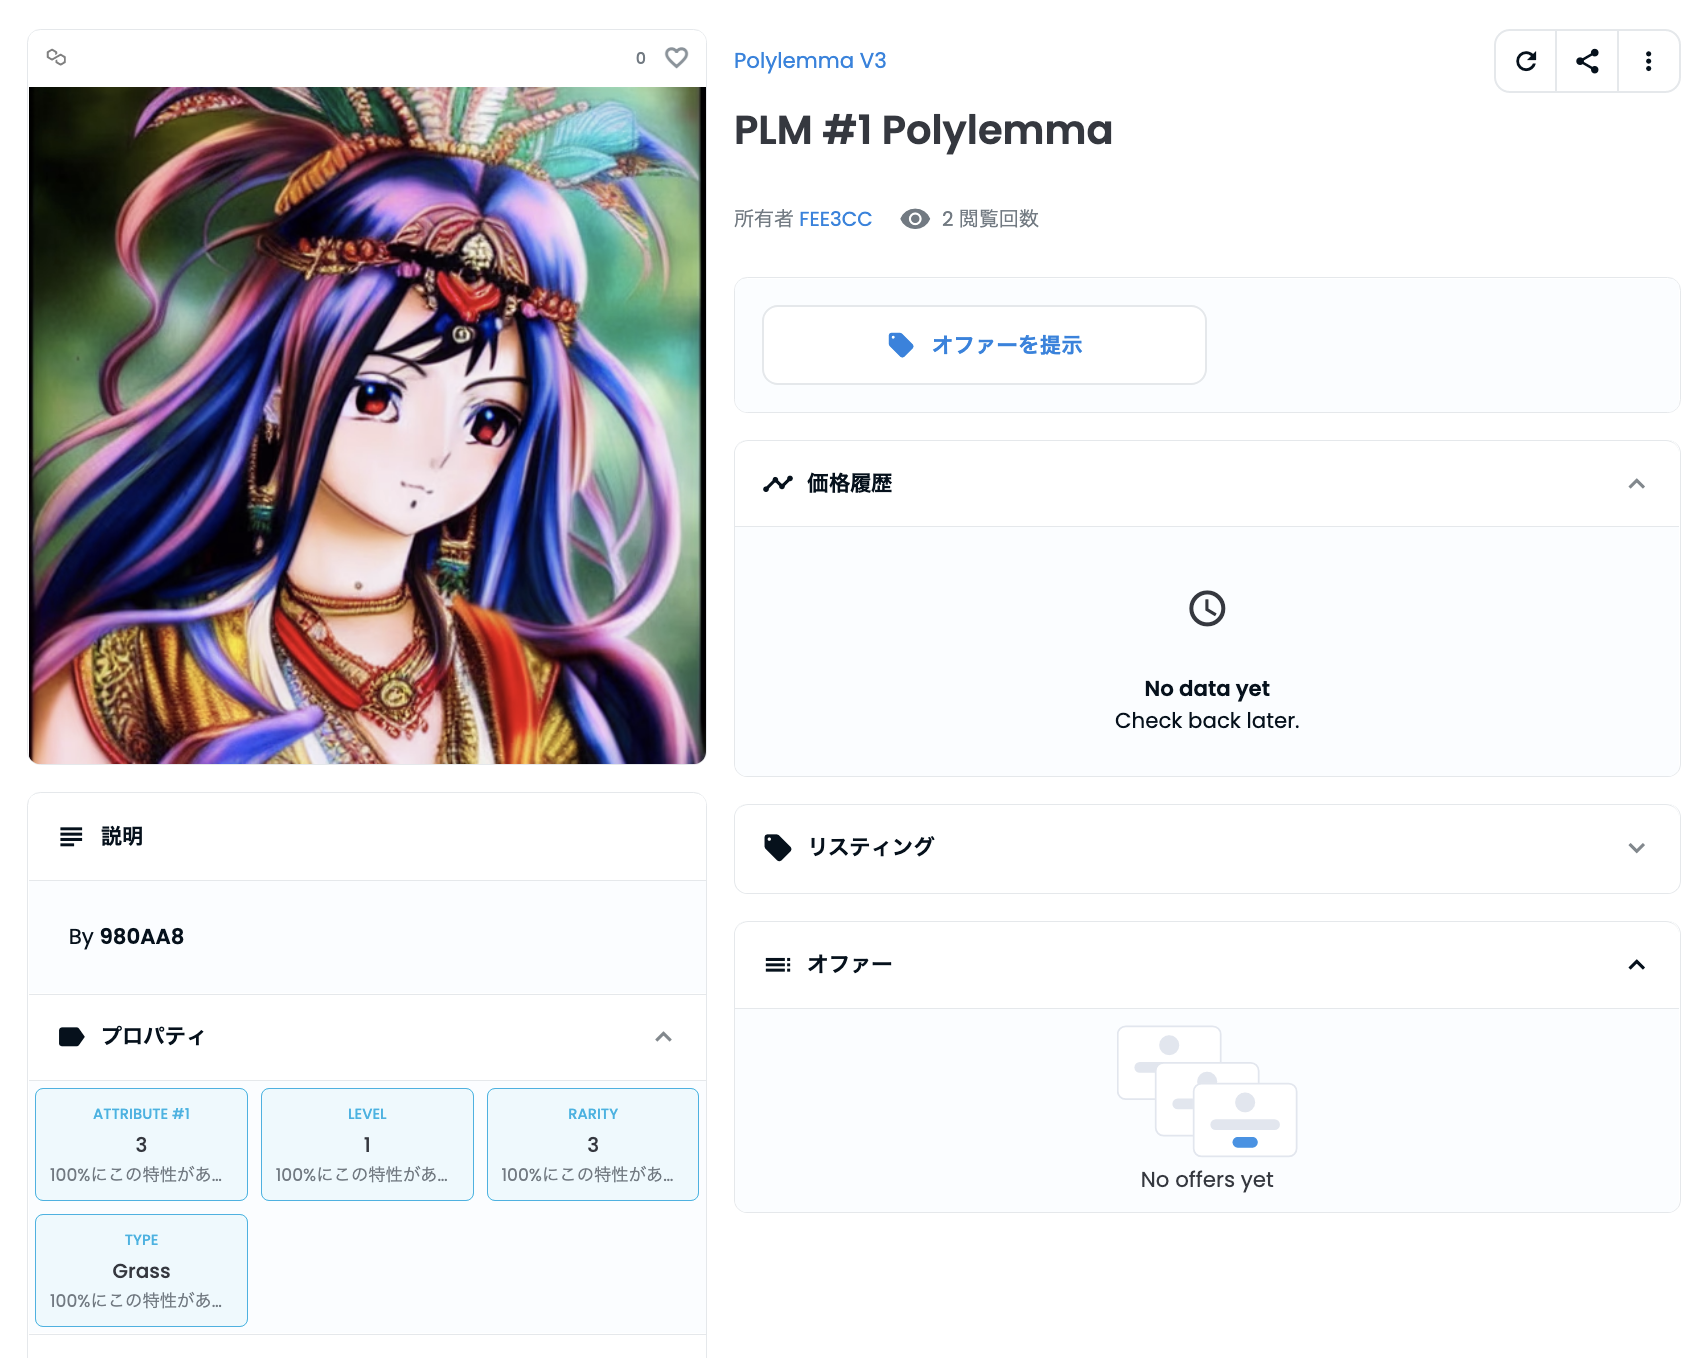 0
Polylemma V3
PLM #1 Polylemma
所有者 FEE3CC 2 閲覧回数
オファーを提示
価格履歴
No data yet
Check back later.
リスティング
オファー
No offers yet
説明
By 980AA8
プロパティ
ATTRIBUTE #1
3
100%にこの特性があ...
LEVEL
1
100%にこの特性があ...
RARITY
3
100%にこの特性があ...
TYPE
Grass
100%にこの特性があ...